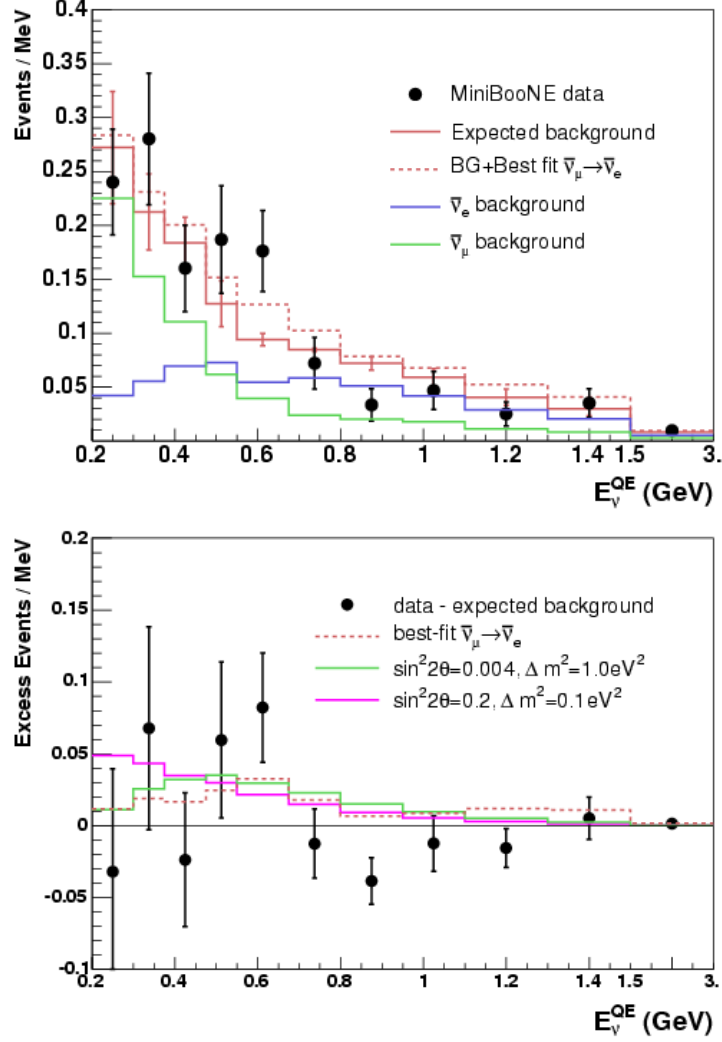 0.4
0.35
0.3
0.25
0.2
0.15
0.1
0.05
Events / MeV
MiniBooNE data
Expected background
BG+Best fit ν̅μ→ν̅e
ν̅e background
ν̅μ background
0.2 0.4 0.6 0.8 1 1.2 1.4 1.5 3.
EνQE (GeV)
0.2
0.15
0.1
0.05
0
-0.05
-0.1
Excess Events / MeV
data - expected background
best-fit ν̅μ→ν̅e
sin²2θ=0.004, Δ m²=1.0eV²
sin²2θ=0.2, Δ m²=0.1eV²
0.2 0.4 0.6 0.8 1 1.2 1.4 1.5 3.
EνQE (GeV)